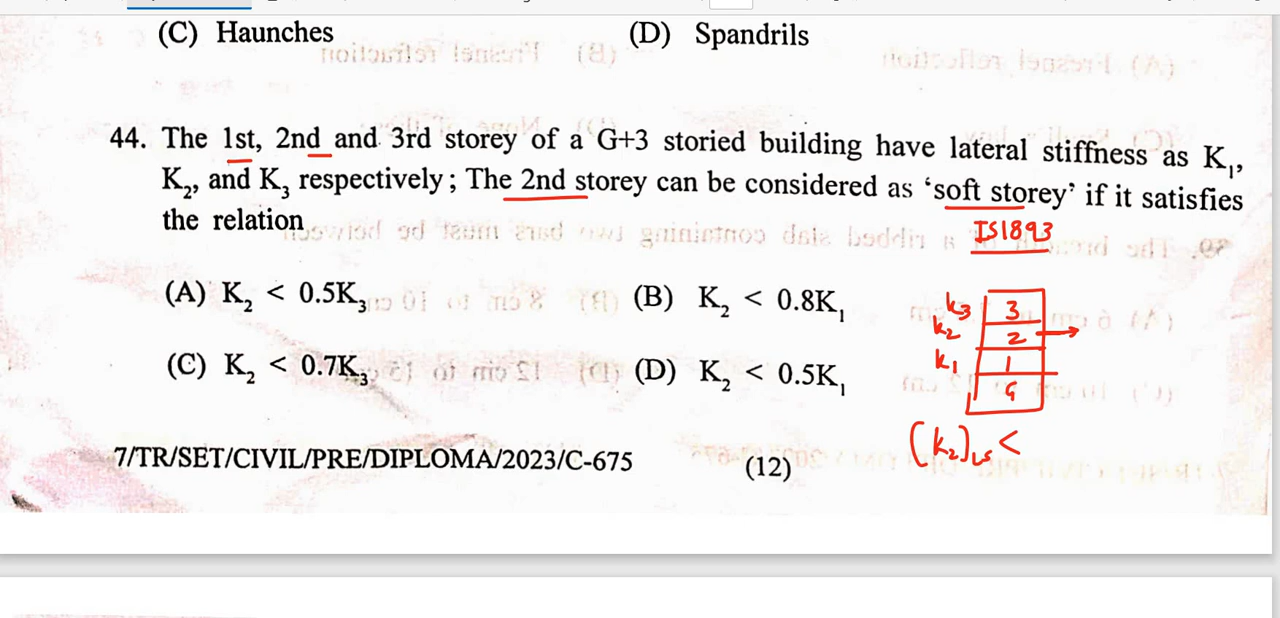 (C) Haunches
(D) Spandrils
44. The 1st, 2nd and 3rd storey of a G+3 storied building have lateral stiffness as K₁,
K₂, and K₃ respectively ; The 2nd storey can be considered as ‘soft storey’ if it satisfies
the relation
IS1893
(A) K₂ < 0.5K₃
(B) K₂ < 0.8K₁
(C) K₂ < 0.7K₃
(D) K₂ < 0.5K₁
k₃ 3
k₂ 2
k₁ 1
G
(k₂)LS <
7/TR/SET/CIVIL/PRE/DIPLOMA/2023/C-675
(12)